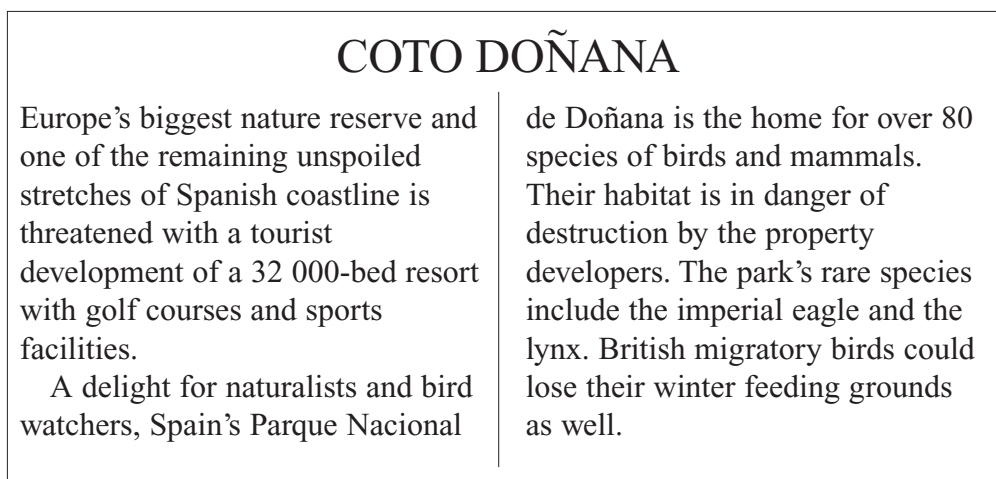 COTO DOÑANA
Europe’s biggest nature reserve and
one of the remaining unspoiled
stretches of Spanish coastline is
threatened with a tourist
development of a 32 000-bed resort
with golf courses and sports
facilities.
A delight for naturalists and bird
watchers, Spain’s Parque Nacional
de Doñana is the home for over 80
species of birds and mammals.
Their habitat is in danger of
destruction by the property
developers. The park’s rare species
include the imperial eagle and the
lynx. British migratory birds could
lose their winter feeding grounds
as well.